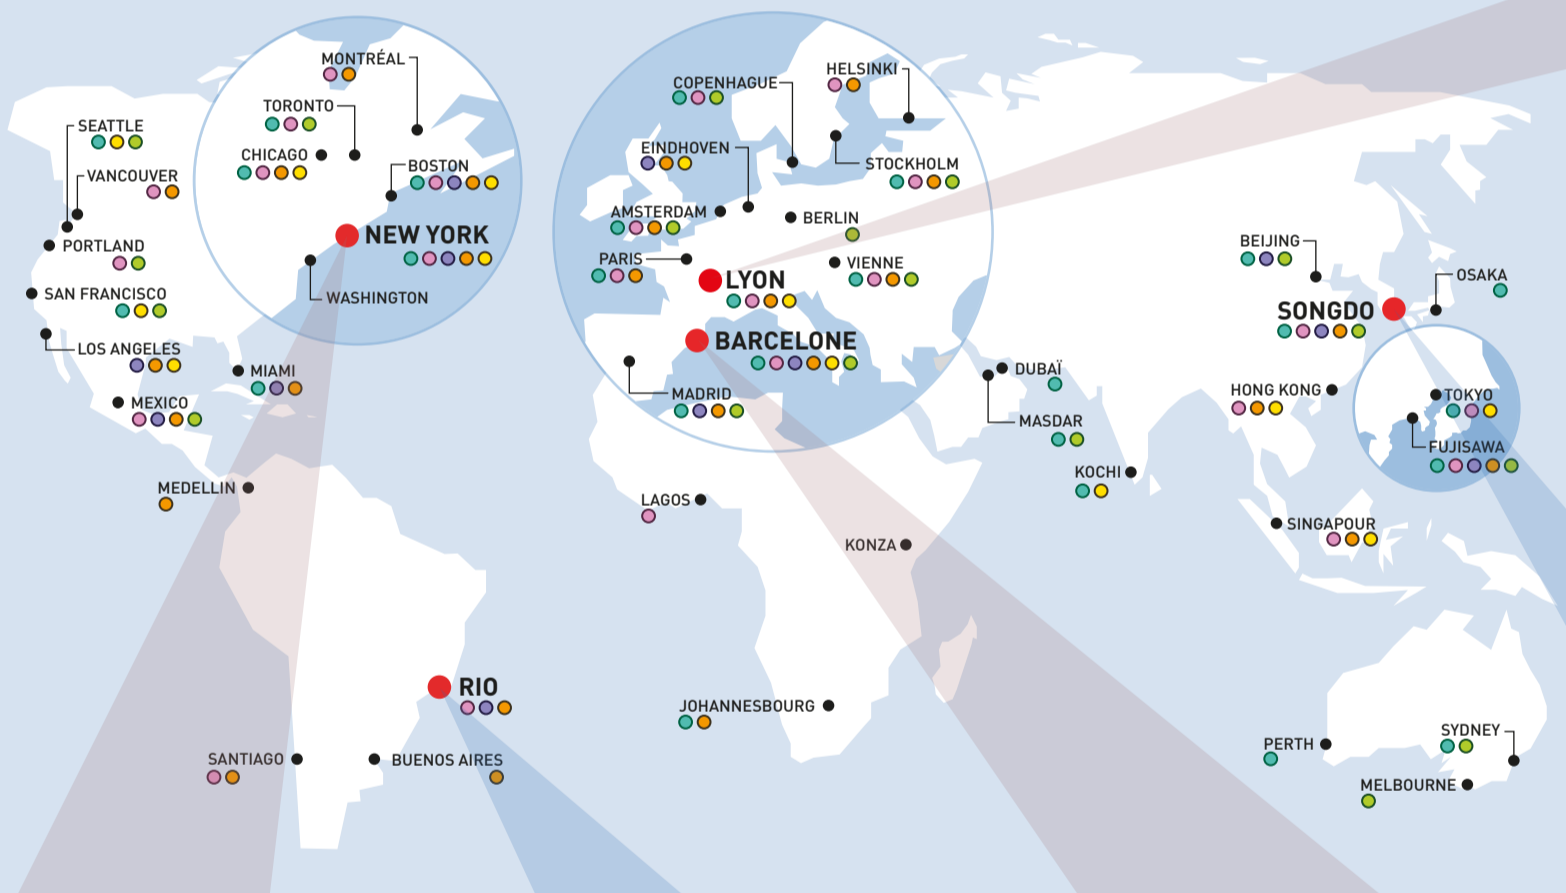 MONTRÉAL
TORONTO
CHICAGO
BOSTON
NEW YORK
WASHINGTON
SEATTLE
VANCOUVER
PORTLAND
SAN FRANCISCO
LOS ANGELES
MIAMI
MEXICO
MEDELLIN
RIO
SANTIAGO
BUENOS AIRES
COPENHAGUE
HELSINKI
EINDHOVEN
STOCKHOLM
AMSTERDAM
BERLIN
PARIS
VIENNE
LYON
BARCELONE
MADRID
LAGOS
KONZA
JOHANNESBOURG
DUBAÏ
MASDAR
KOCHI
BEIJING
OSAKA
SONGDO
HONG KONG
TOKYO
FUJISAWA
SINGAPOUR
PERTH
SYDNEY
MELBOURNE